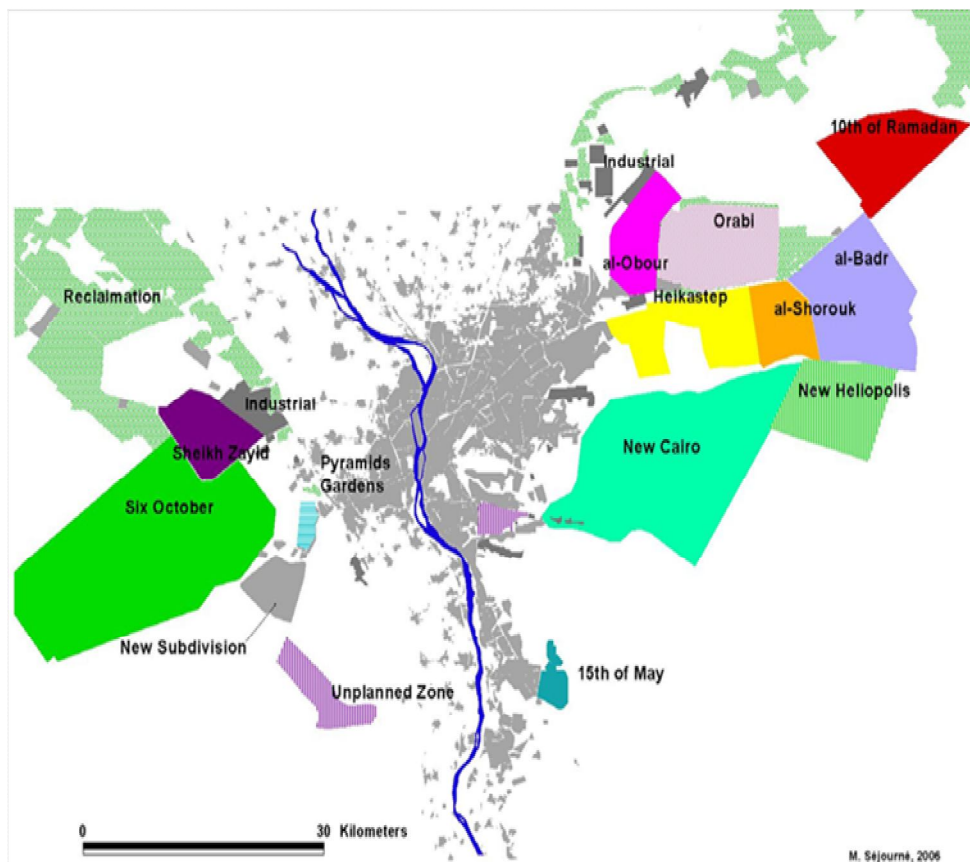 10th of Ramadan
Industrial
Orabi
al-Obour
al-Badr
Reclalmation
Heikastep
al-Shorouk
New Heliopolis
Industrial
Sheikh Zayid
New Cairo
Pyramids
Gardens
Six October
New Subdivision
15th of May
Unplanned Zone
0 30 Kilometers
M. Séjourné, 2006